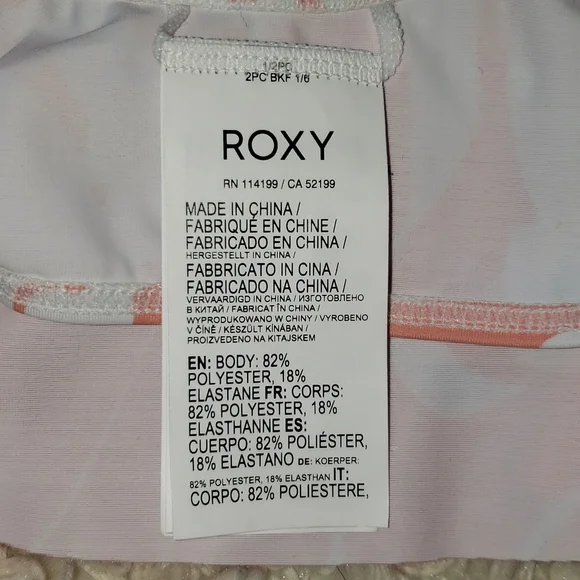 1/2PC
2PC BKF 1/6
ROXY
RN 114199 / CA 52199
MADE IN CHINA /
FABRIQUÉ EN CHINE /
FABRICADO EN CHINA /
HERGESTELLT IN CHINA /
FABBRICATO IN CINA /
FABRICADO NA CHINA /
VERVAARDIGD IN CHINA / ИЗГОТОВЛЕНО
В КИТАЙ / FABRICAT ÎN CHINA /
WYPRODUKOWANO W CHINY / VYROBENO
V ČÍNĚ / KÉSZÜLT KÍNÁBAN /
PROIZVEDENO NA KITAJSKEM
EN: BODY: 82%
POLYESTER, 18%
ELASTANE FR: CORPS:
82% POLYESTER, 18%
ELASTHANNE ES:
CUERPO: 82% POLIÉSTER,
18% ELASTANO DE: KOERPER:
82% POLYESTER, 18% ELASTHAN IT:
CORPO: 82% POLIESTERE,